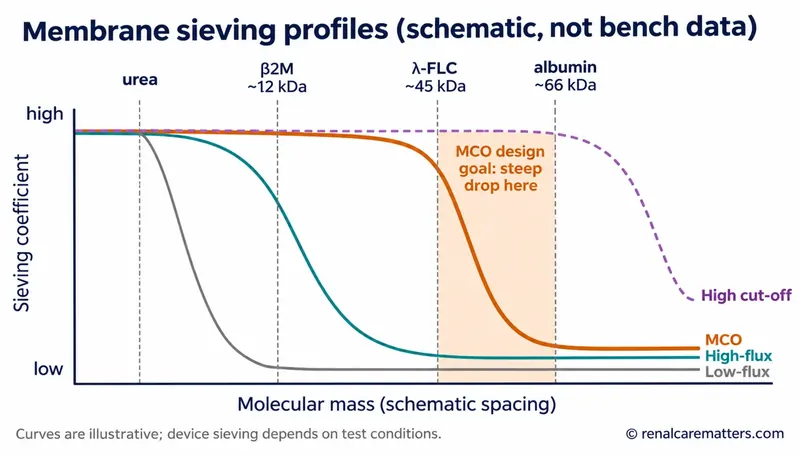 Membrane sieving profiles (schematic, not bench data)
urea
β2M
~12 kDa
λ-FLC
~45 kDa
albumin
~66 kDa
high
MCO design
goal: steep
drop here
Sieving coefficient
High cut-off
MCO
High-flux
Low-flux
low
Molecular mass (schematic spacing)
Curves are illustrative; device sieving depends on test conditions.
© renalcarematters.com